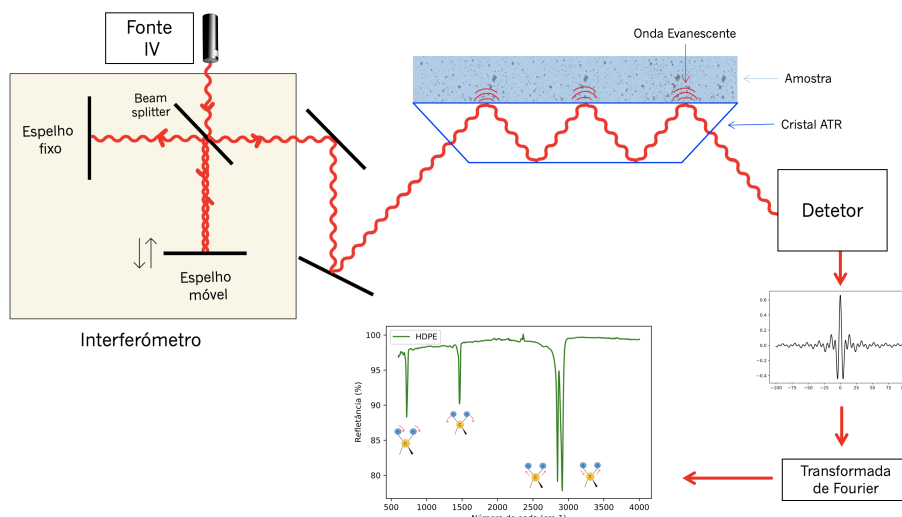 Fonte
IV
Onda Evanescente
Amostra
Cristal ATR
Beam
splitter
Espelho
fixo
Espelho
móvel
Interferómetro
Detetor
0.6
0.4
0.2
0.0
−0.2
−0.4
−100 −75 −50 −25 0 25 50 75
HDPE
100
95
90
85
80
Refletância (%)
500 1000 1500 2000 2500 3000 3500 4000
Transformada
de Fourier